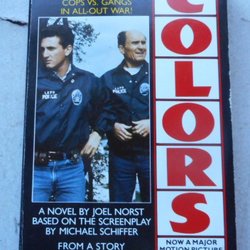 COPS VS. GANGS
IN ALL-OUT WAR!
COLORS
A NOVEL BY JOEL NORST
BASED ON THE SCREENPLAY
BY MICHAEL SCHIFFER
FROM A STORY
NOW A MAJOR
MOTION PICTURE